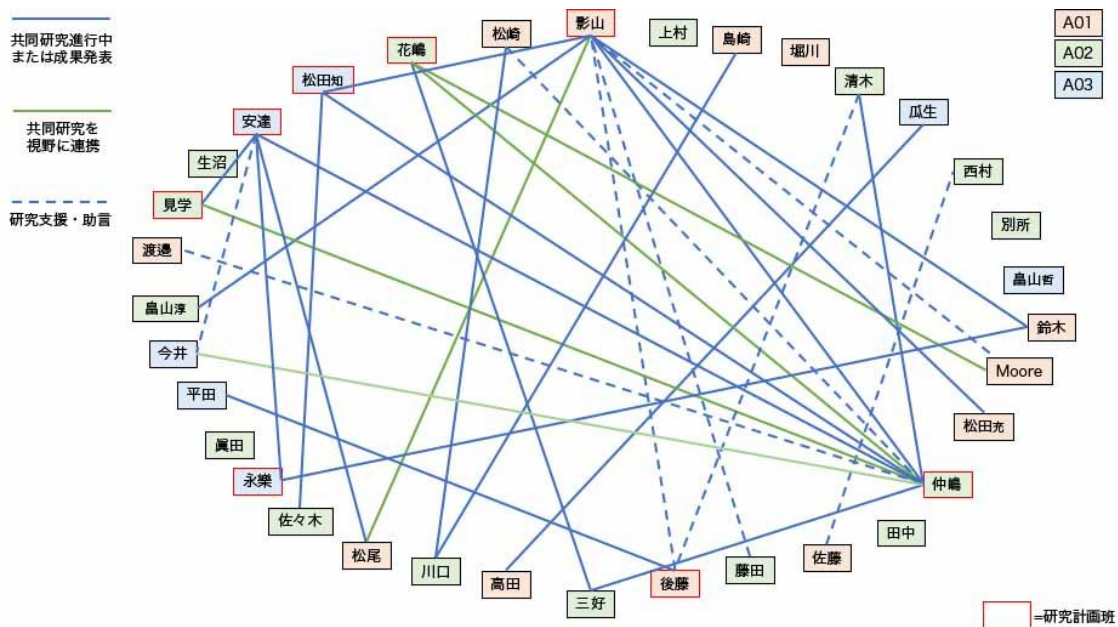 共同研究進行中
または成果発表
共同研究を
視野に連携
研究支援・助言
A01
A02
A03
影山
上村
島崎
堀川
清木
瓜生
西村
別所
畠山哲
鈴木
Moore
松田充
仲嶋
田中
佐藤
藤田
後藤
三好
高田
川口
松尾
佐々木
永樂
眞田
平田
今井
畠山淳
渡邉
見学
生沼
安達
松田知
花嶋
松崎
=研究計画班